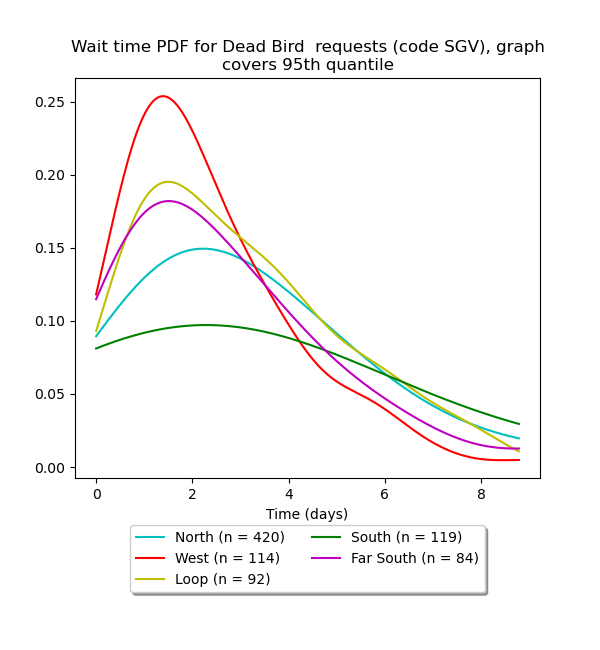 Wait time PDF for Dead Bird  requests (code SGV), graph
covers 95th quantile
0.25
0.20
0.15
0.10
0.05
0.00
0 2 4 6 8
Time (days)
North (n = 420) South (n = 119)
West (n = 114) Far South (n = 84)
Loop (n = 92)